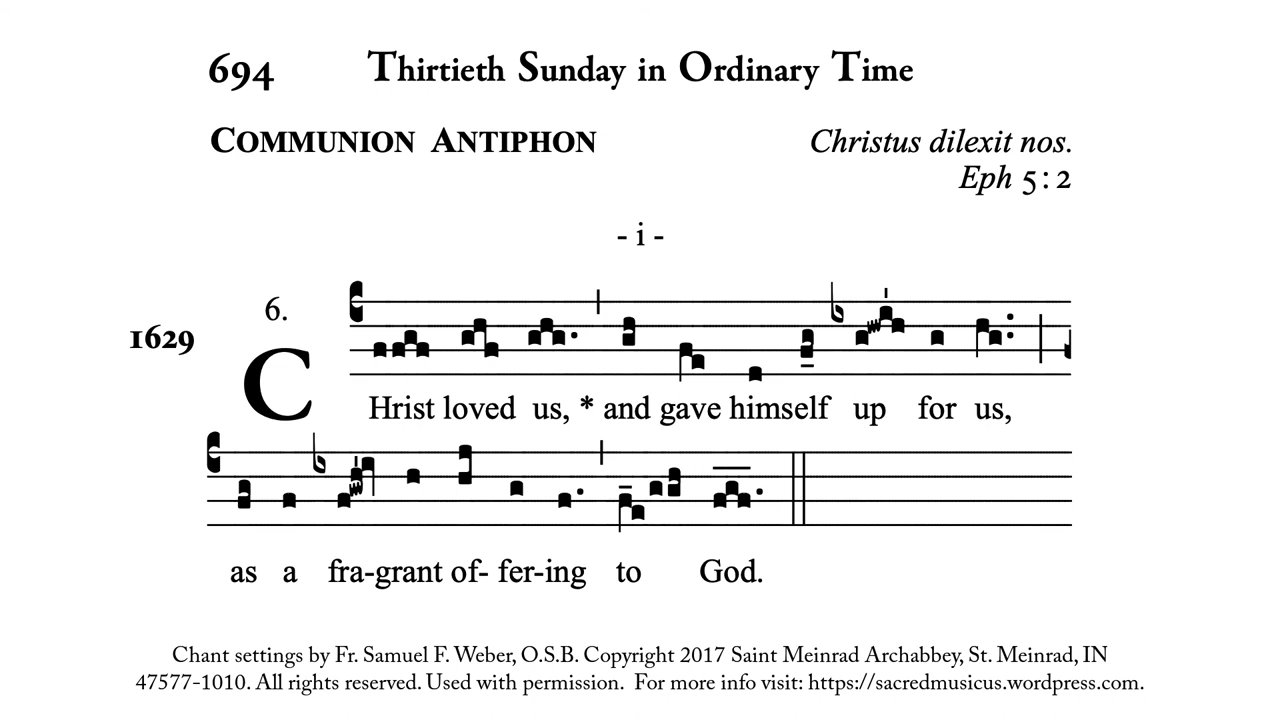 694 Thirtieth Sunday in Ordinary Time
COMMUNION ANTIPHON Christus dilexit nos.
Eph 5:2
- i -
6.
1629
CHrist loved us, * and gave himself up for us,
as a fra-grant of- fer-ing to God.
Chant settings by Fr. Samuel F. Weber, O.S.B. Copyright 2017 Saint Meinrad Archabbey, St. Meinrad, IN
47577-1010. All rights reserved. Used with permission. For more info visit: https://sacredmusicus.wordpress.com.